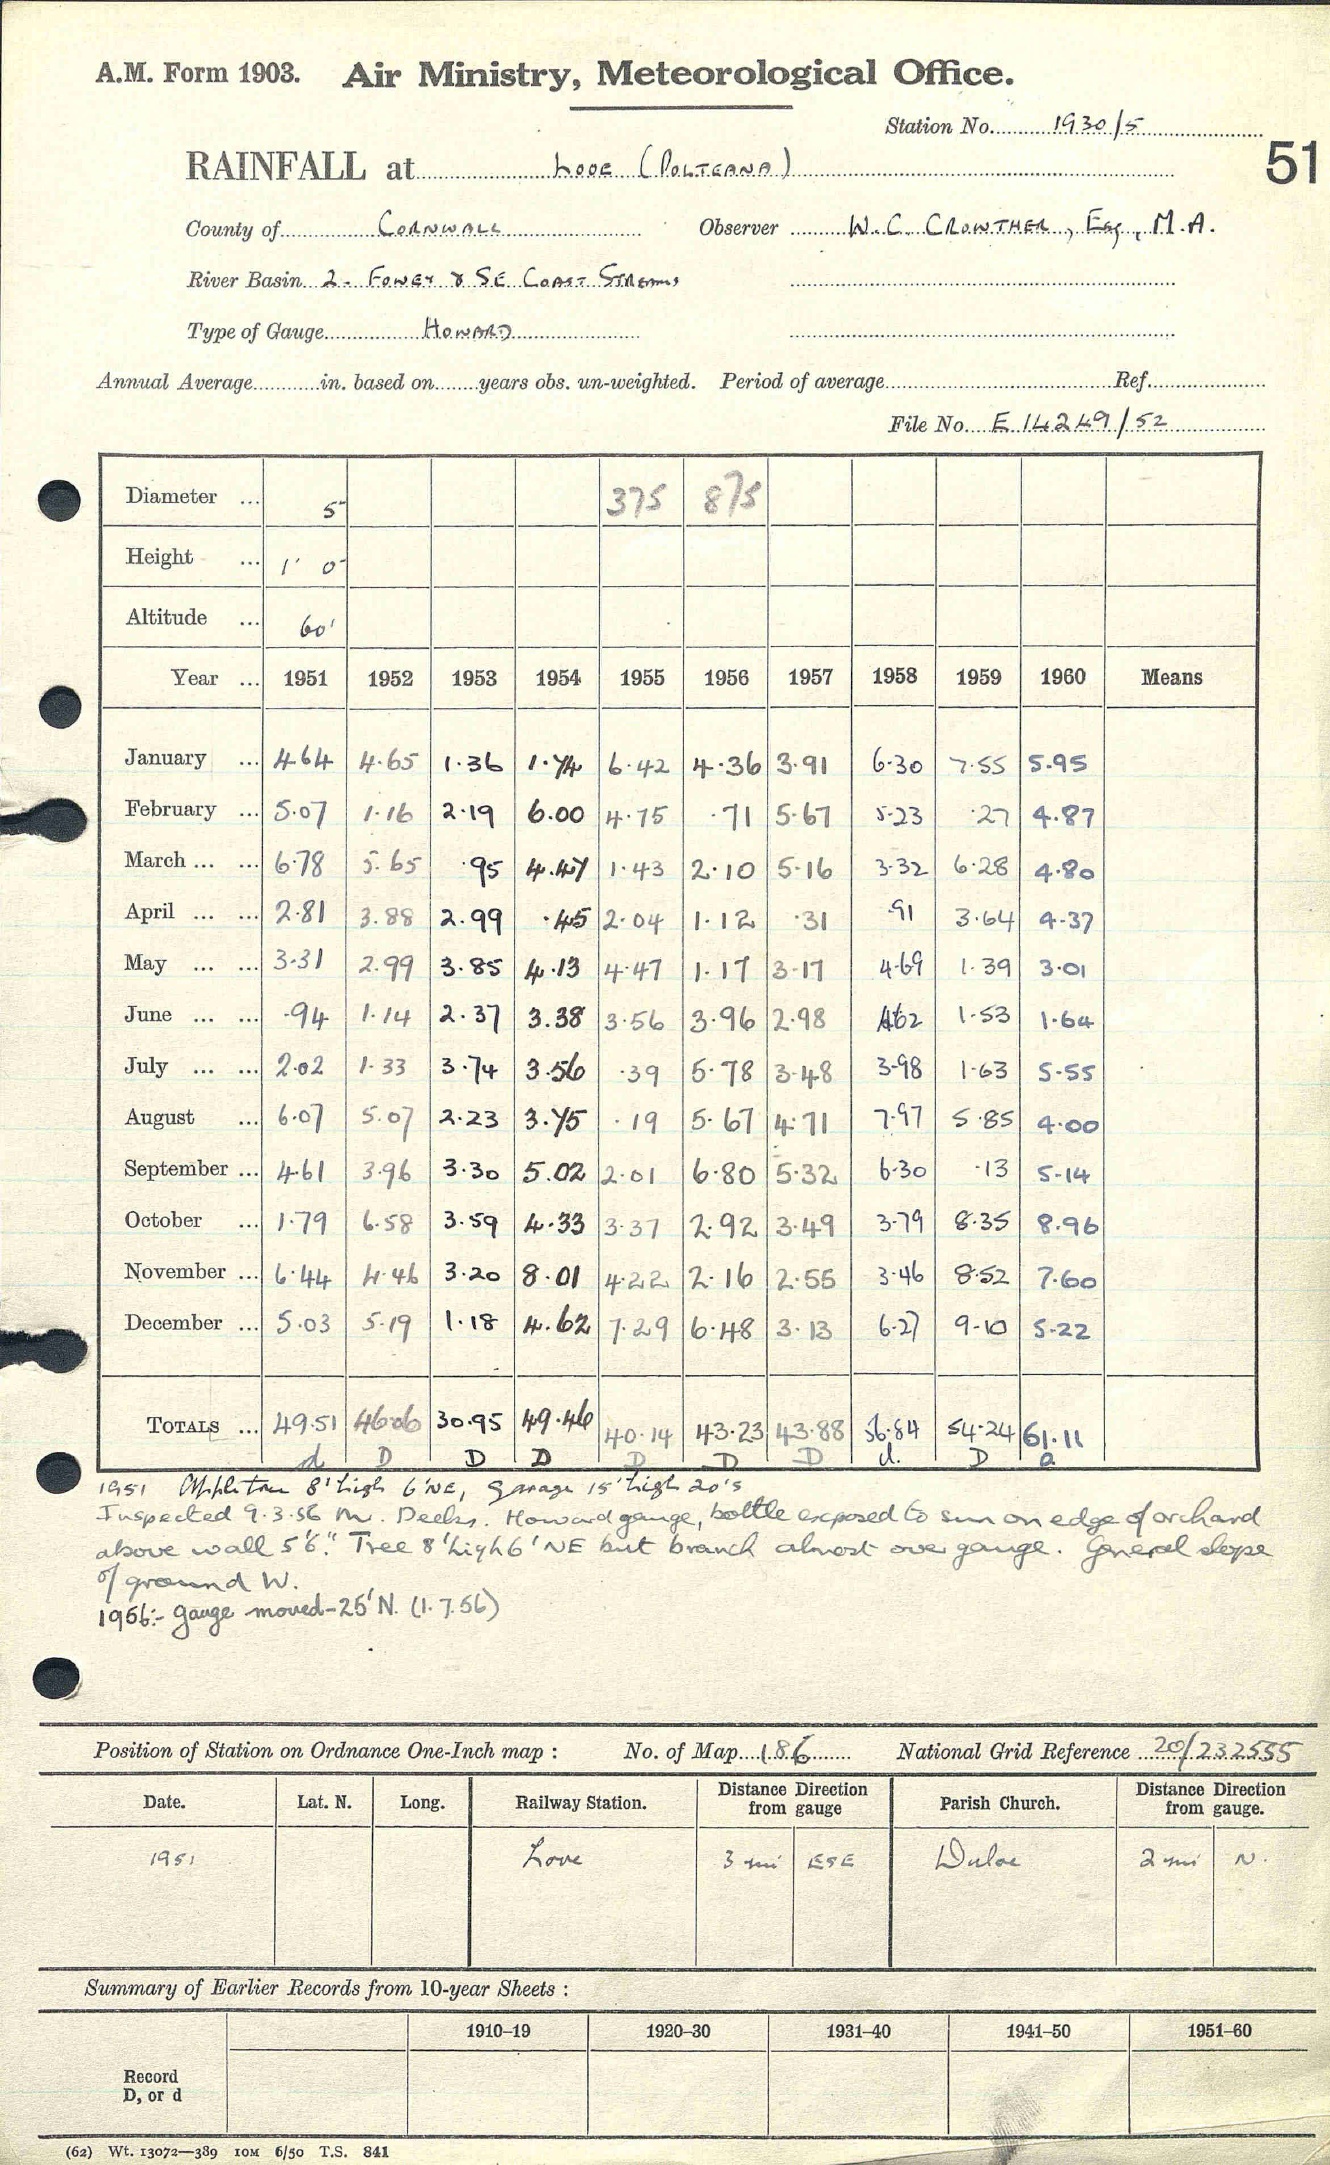 A.M. Form 1903. Air Ministry, Meteorological Office.
Station No. 1930/5
51
RAINFALL at Looe (Polteana)
County of Cornwall Observer W.C. Crowther, Esq, M.A.
River Basin 2. Fowey & SE Coast Streams
Type of Gauge Howard
Annual Average in. based on years obs. un-weighted. Period of average Ref.
File No. E 14249/52
Diameter ... 5" 375 875
Height ... 1' 0"
Altitude ... 60'
Year ... 1951 1952 1953 1954 1955 1956 1957 1958 1959 1960 Means
January ... 4.64 4.65 1.36 1.74 6.42 4.36 3.91 6.30 7.55 5.95
February ... 5.07 1.16 2.19 6.00 4.75 .71 5.67 5.23 .27 4.87
March ... ... 6.78 5.65 .95 4.47 1.43 2.10 5.16 3.32 6.28 4.80
April ... ... 2.81 3.88 2.99 .45 2.04 1.12 .31 .91 3.64 4.37
May ... ... 3.31 2.99 3.85 4.13 4.47 1.17 3.17 4.69 1.39 3.01
June ... ... .94 1.14 2.37 3.38 3.56 3.96 2.98 4.62 1.53 1.64
July ... ... 2.02 1.33 3.74 3.56 .39 5.78 3.48 3.98 1.63 5.55
August ... 6.07 5.07 2.23 3.75 .19 5.67 4.71 7.97 5.85 4.00
September ... 4.61 3.96 3.30 5.02 2.01 6.80 5.32 6.30 .13 5.14
October ... 1.79 6.58 3.59 4.33 3.37 2.92 3.49 3.79 8.35 8.96
November ... 6.44 4.46 3.20 8.01 4.22 2.16 2.55 3.46 8.52 7.60
December ... 5.03 5.19 1.18 4.62 7.29 6.48 3.13 6.27 9.10 5.22
Totals ... 49.51 46.06 30.95 49.46 40.14 43.23 43.88 56.84 54.24 61.11
d D D D D D D d. D a
1951 Appletree 8' high 6' NE, garage 15' high 20' S
Inspected 9.3.56 Mr. Deeks. Howard gauge, bottle exposed to sun on edge of orchard
above wall 5'6". Tree 8' high 6' NE but branch almost over gauge. General slope
of ground W.
1956:- Gauge moved - 25' N. (1.7.56)
Position of Station on Ordnance One-Inch map : No. of Map 186 National Grid Reference 20/232555
Date. Lat. N. Long. Railway Station. Distance Direction from gauge Parish Church. Distance Direction from gauge.
1951 Looe 3 mi ESE Duloe 2 mi N.
Summary of Earlier Records from 10-year Sheets :
1910–19 1920–30 1931–40 1941–50 1951–60
Record
D, or d
(62) Wt. 13072—389 10M 6/50 T.S. 841